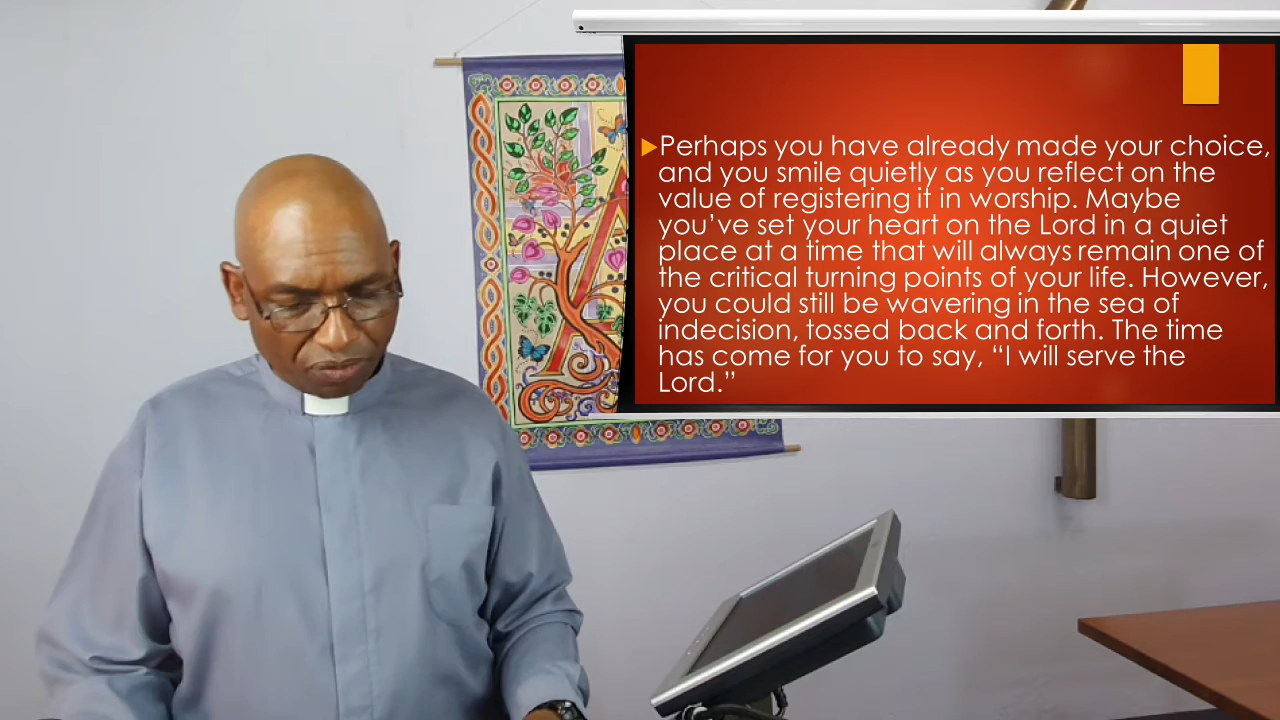 Perhaps you have already made your choice,
and you smile quietly as you reflect on the
value of registering it in worship. Maybe
you’ve set your heart on the Lord in a quiet
place at a time that will always remain one of
the critical turning points of your life. However,
you could still be wavering in the sea of
indecision, tossed back and forth. The time
has come for you to say, “I will serve the
Lord.”